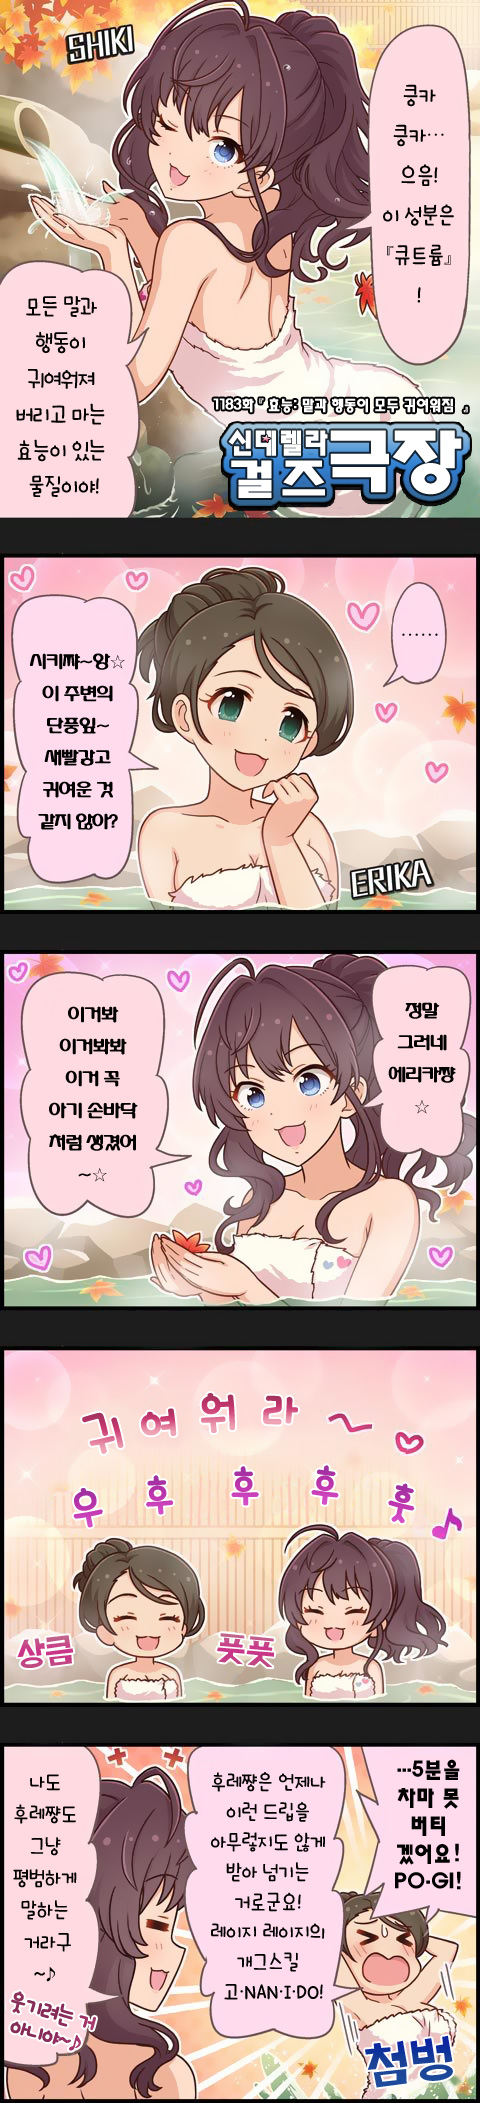 SHIKI
킁카
킁카…
으음!
이 성분은
『큐트륨』
!
모든 말과
행동이
귀여워져
버리고 마는
효능이 있는
물질이야!
1183화 『 효능: 말과 행동이 모두 귀여워짐 』
신데렐라
걸즈극장
……
시키쨔~앙☆
이 주변의
단풍잎~
새빨갛고
귀여운 것
같지 않아?
ERIKA
정말
그러네
에리카쨩
☆
이거봐
이거봐봐
이거 꼭
아기 손바닥
처럼 생겼어
~☆
귀여워라~♡
우후후후훗♪
상큼
풋풋
…5분을
차마 못
버티
겠어요!
PO·GI!
후레쨩은 언제나
이런 드립을
아무렇지도 않게
받아 넘기는
거로군요!
레이지 레이지의
개그스킬
고·NAN·I·DO!
나도
후레쨩도
그냥
평범하게
말하는
거라구
~♪
웃기려는 거
아니야~♪
첨벙